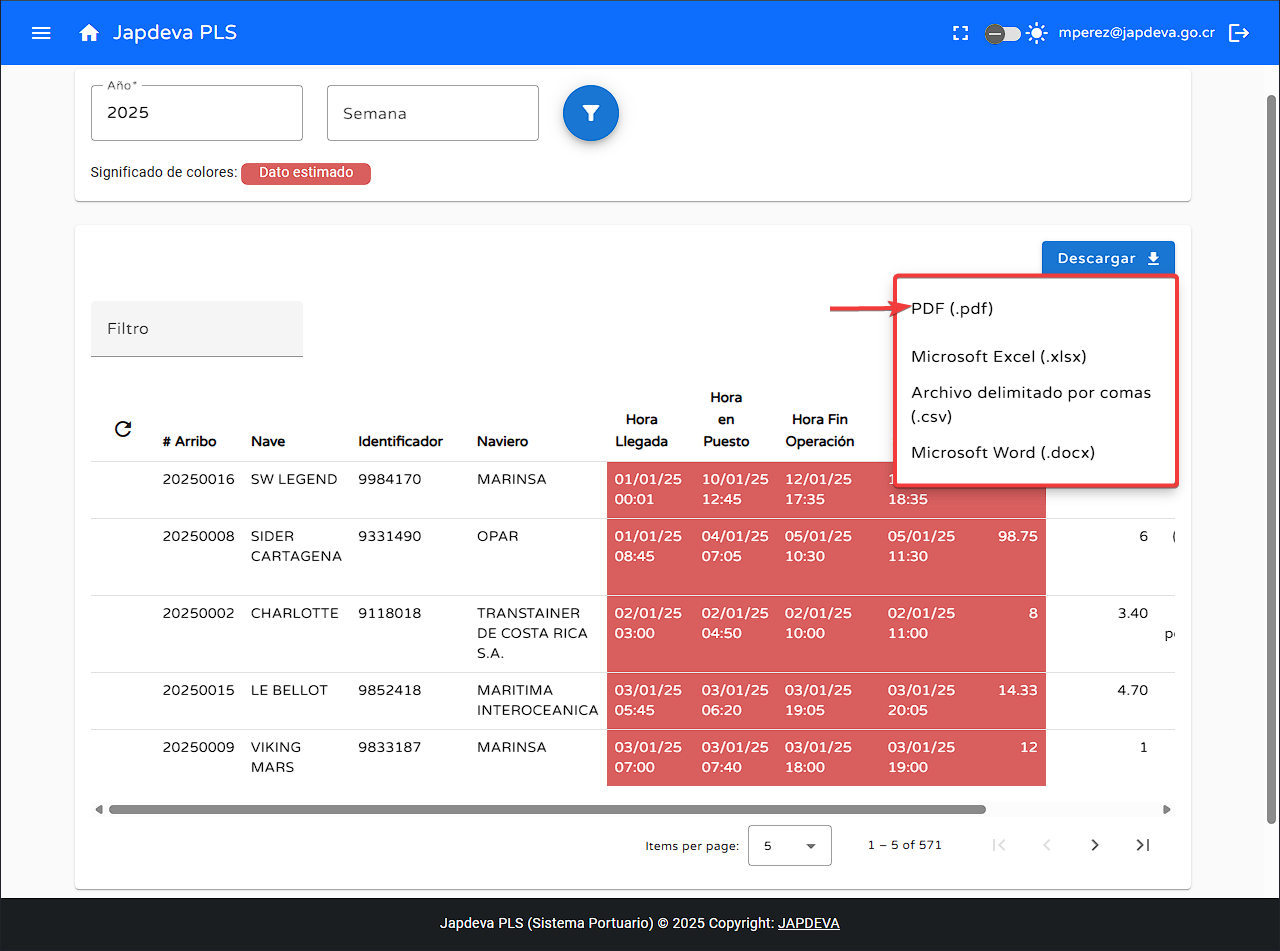 Japdeva PLS
mperez@japdeva.go.cr
Año*
2025
Semana
Significado de colores: Dato estimado
Descargar
PDF (.pdf)
Microsoft Excel (.xlsx)
Archivo delimitado por comas
(.csv)
Microsoft Word (.docx)
Filtro
# Arribo Nave Identificador Naviero Hora Llegada Hora en Puesto Hora Fin Operación
20250016 SW LEGEND 9984170 MARINSA 01/01/25 10/01/25 12/01/25
00:01 12:45 17:35 18:35
20250008 SIDER 9331490 OPAR 01/01/25 04/01/25 05/01/25 05/01/25 98.75 6 (
CARTAGENA 08:45 07:05 10:30 11:30
20250002 CHARLOTTE 9118018 TRANSTAINER 02/01/25 02/01/25 02/01/25 02/01/25 8 3.40
DE COSTA RICA 03:00 04:50 10:00 11:00
S.A.
20250015 LE BELLOT 9852418 MARITIMA 03/01/25 03/01/25 03/01/25 03/01/25 14.33 4.70
INTEROCEANICA 05:45 06:20 19:05 20:05
20250009 VIKING 9833187 MARINSA 03/01/25 03/01/25 03/01/25 03/01/25 12 1
MARS 07:00 07:40 18:00 19:00
Items per page: 5 1 – 5 of 571
Japdeva PLS (Sistema Portuario) © 2025 Copyright: JAPDEVA